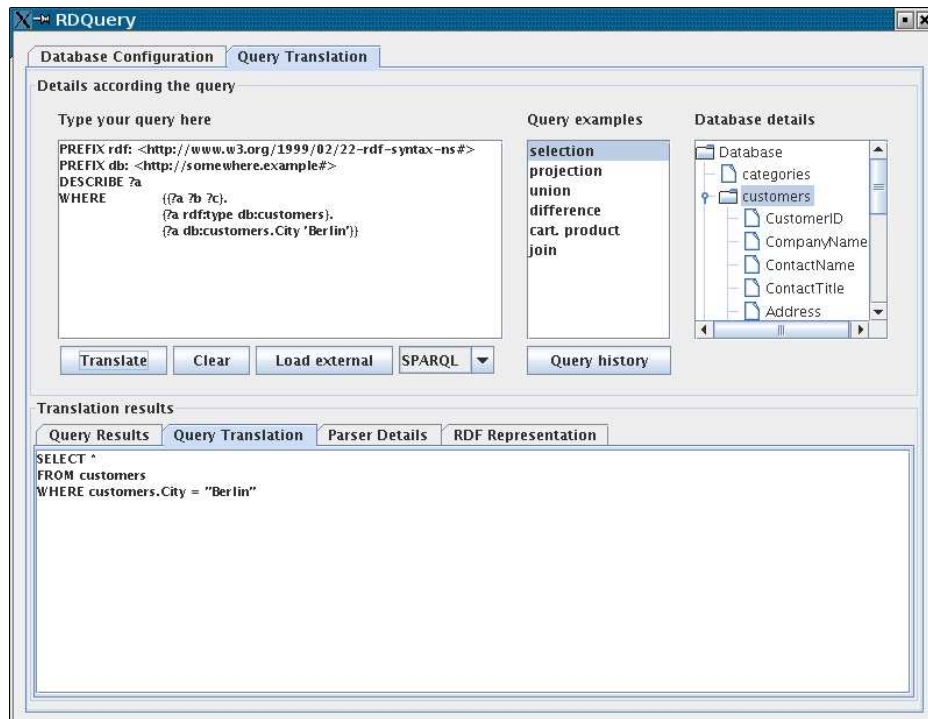 RDQuery
Database Configuration Query Translation
Details according the query
Type your query here
PREFIX rdf: <http://www.w3.org/1999/02/22-rdf-syntax-ns#>
PREFIX db: <http://somewhere.example#>
DESCRIBE ?a
WHERE {{?a ?b ?c}.
{?a rdf:type db:customers}.
{?a db:customers.City 'Berlin'}}
Translate Clear Load external SPARQL
Query examples
selection
projection
union
difference
cart. product
join
Query history
Database details
Database
categories
customers
CustomerID
CompanyName
ContactName
ContactTitle
Address
Translation results
Query Results Query Translation Parser Details RDF Representation
SELECT *
FROM customers
WHERE customers.City = "Berlin"